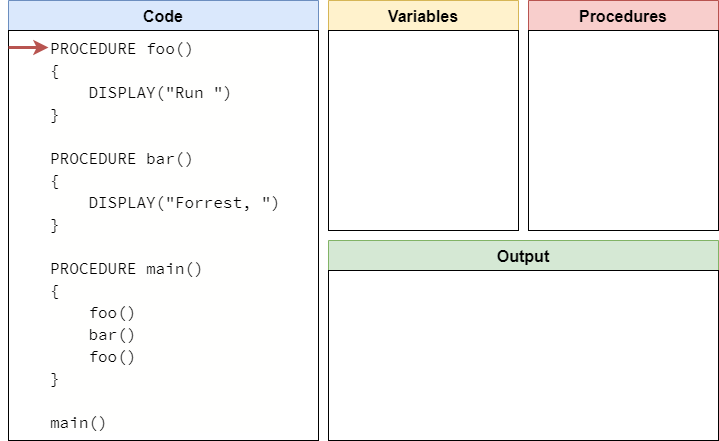 Code
PROCEDURE foo()
{
    DISPLAY("Run ")
}

PROCEDURE bar()
{
    DISPLAY("Forrest, ")
}

PROCEDURE main()
{
    foo()
    bar()
    foo()
}

main()
Variables
Procedures
Output